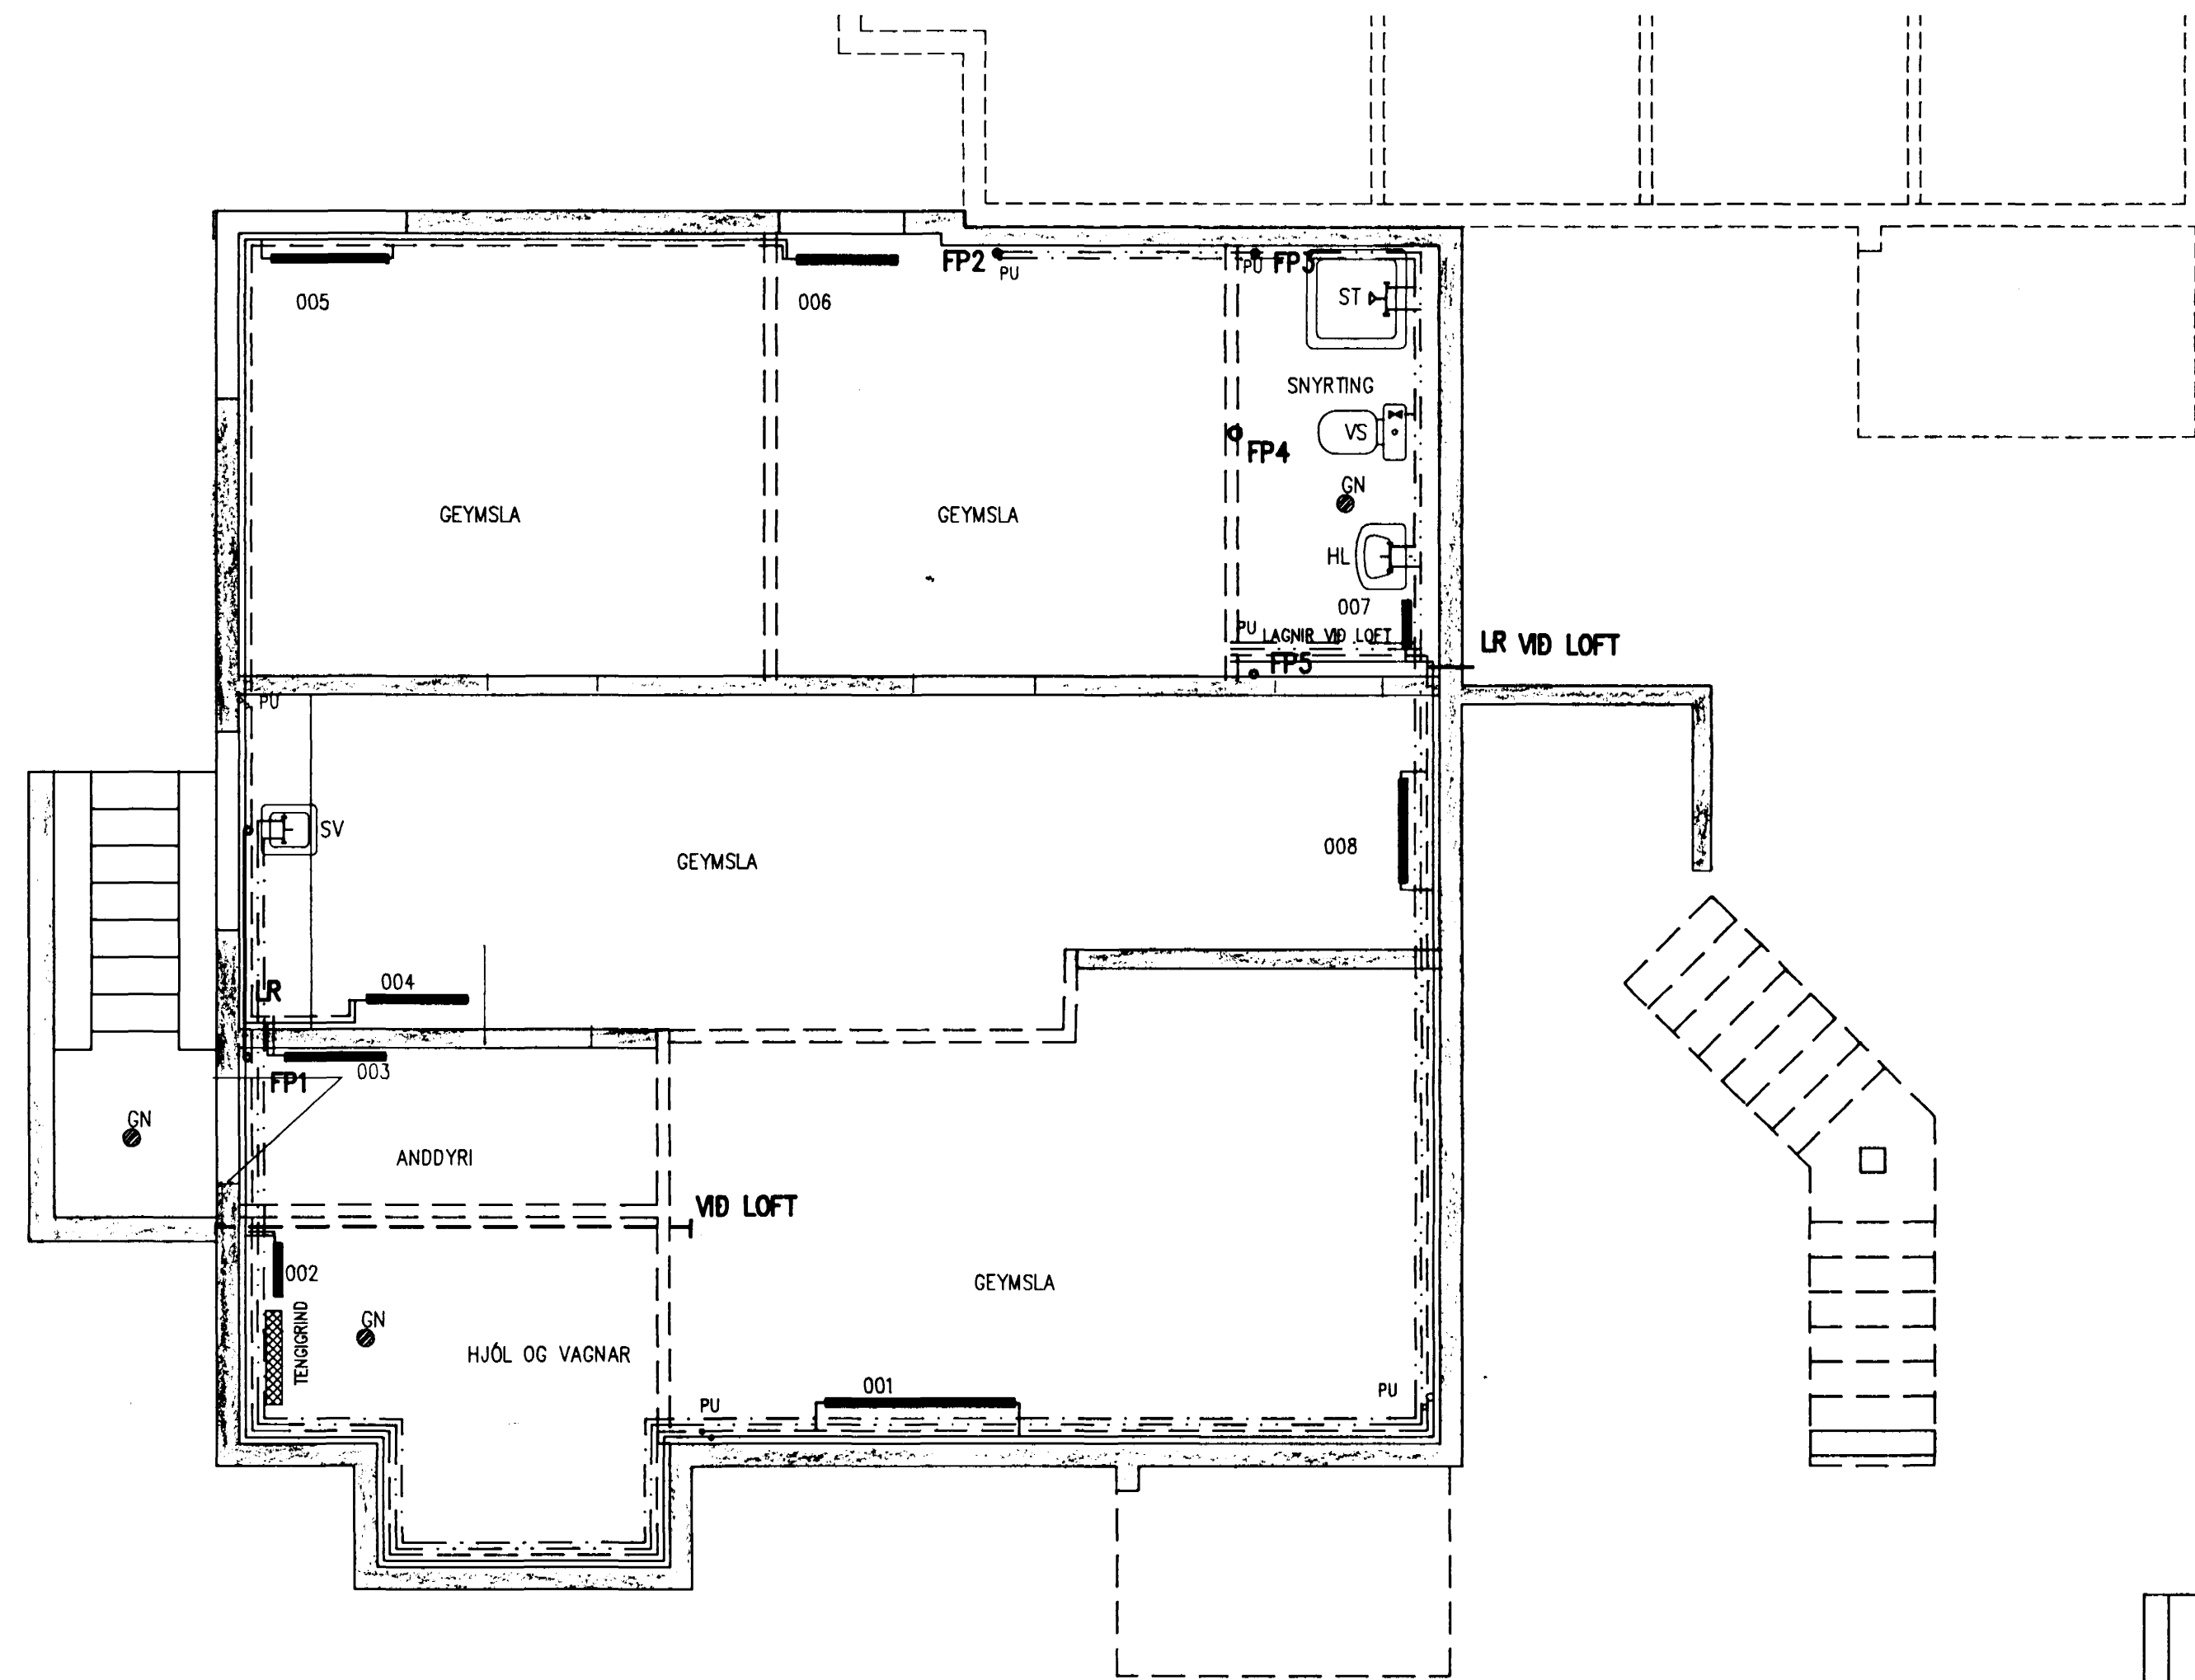 FP2
PU
PU
FP3
005
006
ST
SNYRTING
VS
FP4
GN
GEYMSLA
GEYMSLA
HL
007
PU
LAGNIR VIÐ LOFT
LR VIÐ LOFT
FP5
PU
SV
008
GEYMSLA
004
LR
003
FP1
GN
ANDDYRI
VIÐ LOFT
002
GEYMSLA
TENGIGRIND
GN
HJÓL OG VAGNAR
001
PU
PU